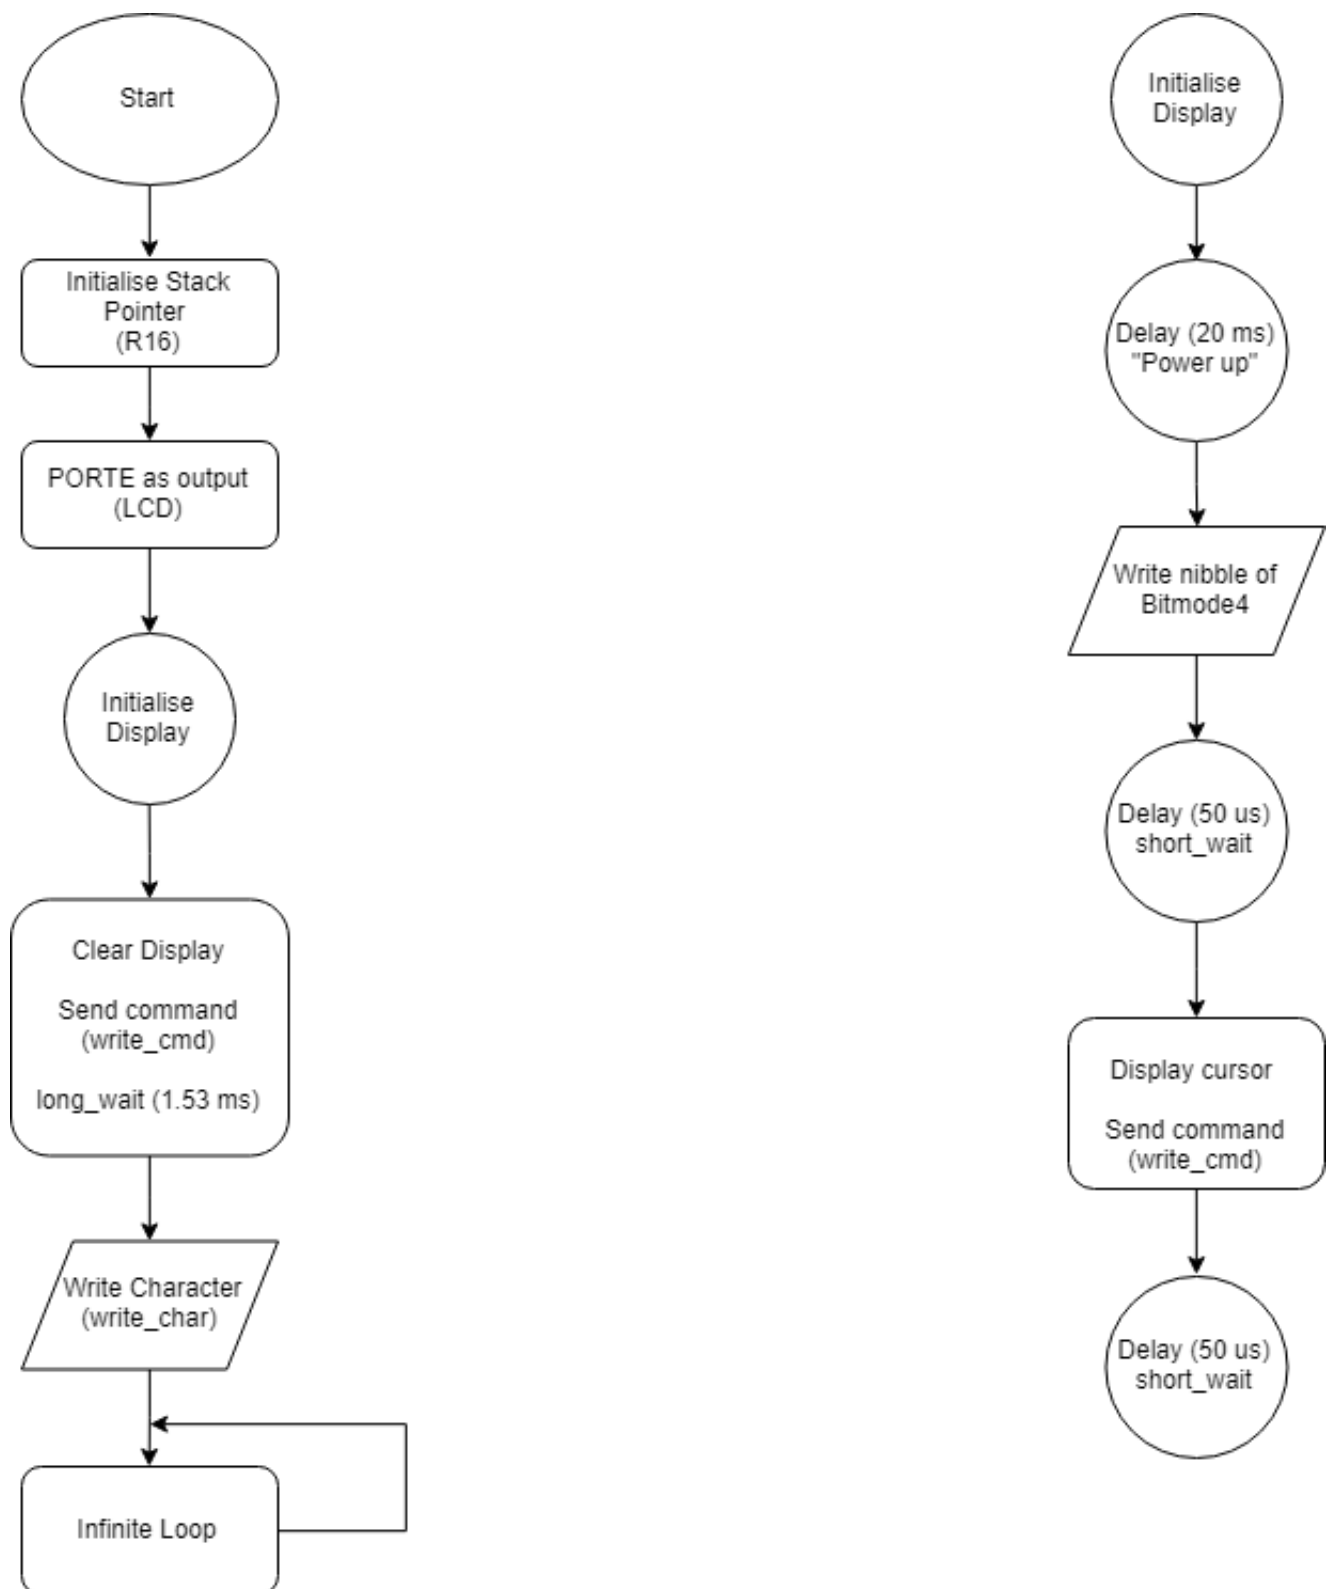 Start
Initialise Stack
Pointer
(R16)
PORTE as output
(LCD)
Initialise
Display
Clear Display
Send command
(write_cmd)
long_wait (1.53 ms)
Write Character
(write_char)
Infinite Loop
Initialise
Display
Delay (20 ms)
"Power up"
Write nibble of
Bitmode4
Delay (50 us)
short_wait
Display cursor
Send command
(write_cmd)
Delay (50 us)
short_wait